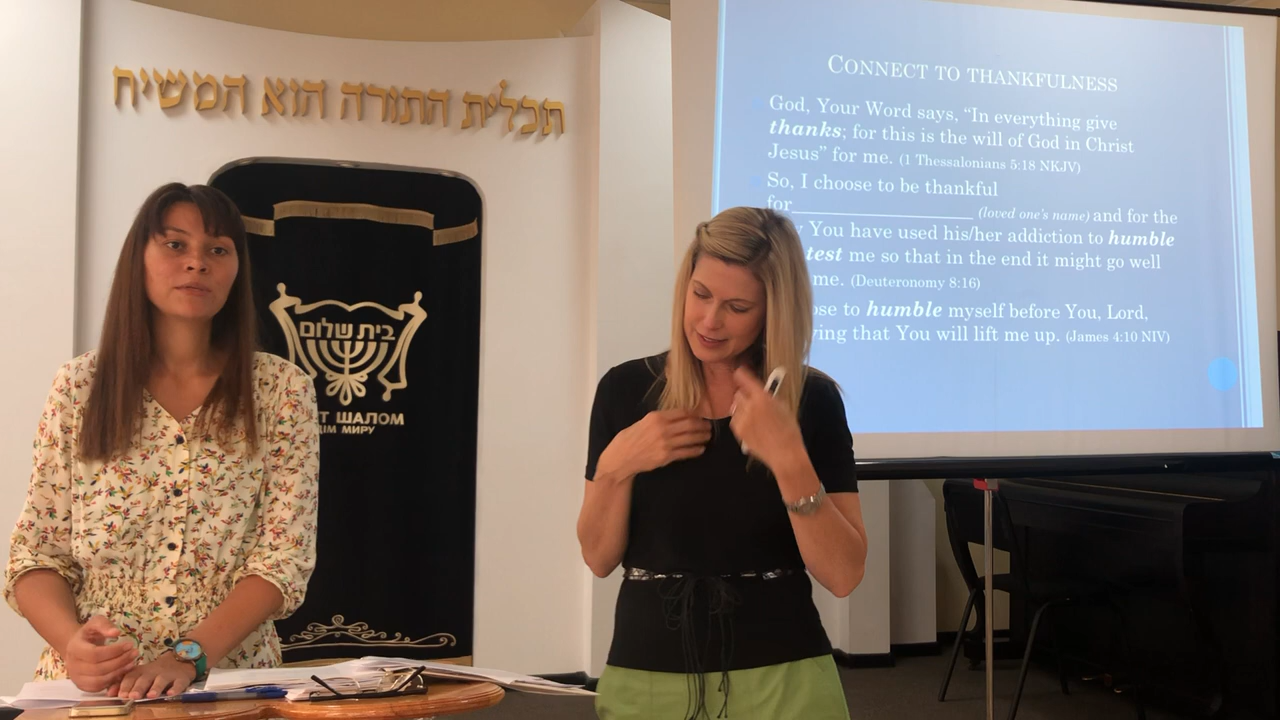 תכלית התורה הוא המשיח
בית שלום
ШАЛОМ
ДІМ МИРУ
CONNECT TO THANKFULNESS
God, Your Word says, “In everything give
thanks; for this is the will of God in Christ
Jesus” for me. (1 Thessalonians 5:18 NKJV)
So, I choose to be thankful
for____________________ (loved one's name) and for the
You have used his/her addiction to humble
test me so that in the end it might go well
me. (Deuteronomy 8:16)
to humble myself before You, Lord,
that You will lift me up. (James 4:10 NIV)